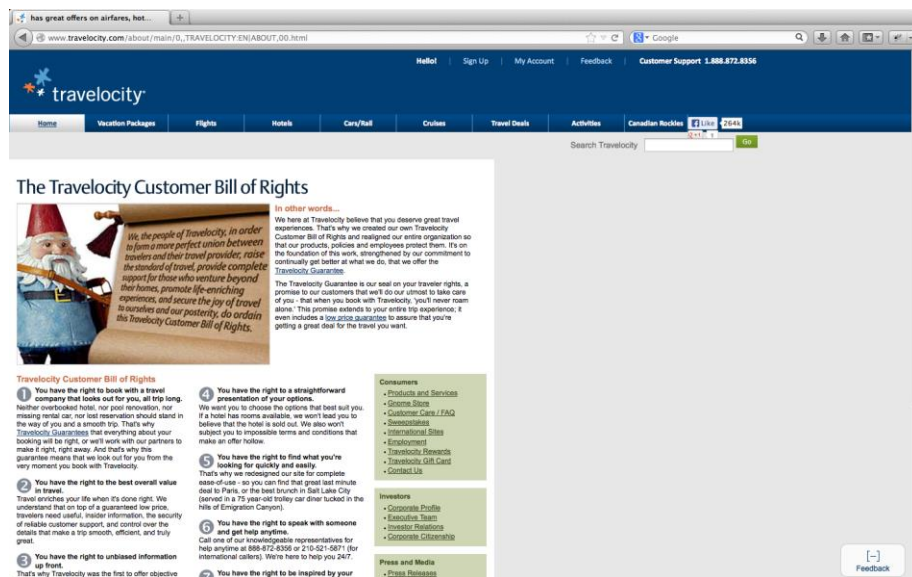 has great offers on airfares, hot...
www.travelocity.com/about/main/0,,TRAVELOCITY:EN|ABOUT,00.html
Google
Hello! | Sign Up | My Account | Feedback | Customer Support 1.888.872.8356
travelocity
Home Vacation Packages Flights Hotels Cars/Rail Cruises Travel Deals Activities Canadian Rockies Like 264k
Search Travelocity Go
The Travelocity Customer Bill of Rights
We, the people of Travelocity, in order
to form a more perfect union between
travelers and their travel provider, raise
the standard of travel, provide complete
support for those who venture beyond
their homes, promote life-enriching
experiences, and secure the joy of travel
to ourselves and our posterity, do ordain
this Travelocity Customer Bill of Rights.
In other words...
We here at Travelocity believe that you deserve great travel
experiences. That's why we created our own Travelocity
Customer Bill of Rights and realigned our entire organization so
that our products, policies and employees protect them. It's on
the foundation of this work, strengthened by our commitment to
continually get better at what we do, that we offer the
Travelocity Guarantee.
The Travelocity Guarantee is our seal on your traveler rights, a
promise to our customers that we'll do our utmost to take care
of you - that when you book with Travelocity, 'you'll never roam
alone.' This promise extends to your entire trip experience; it
even includes a low price guarantee to assure that you're
getting a great deal for the travel you want.
Travelocity Customer Bill of Rights
1 You have the right to book with a travel
company that looks out for you, all trip long.
Neither overbooked hotel, nor pool renovation, nor
missing rental car, nor lost reservation should stand in
the way of you and a smooth trip. That's why
Travelocity Guarantees that everything about your
booking will be right, or we'll work with our partners to
make it right, right away. And that's why this
guarantee means that we look out for you from the
very moment you book with Travelocity.
2 You have the right to the best overall value
in travel.
Travel enriches your life when it's done right. We
understand that on top of a guaranteed low price,
travelers need useful, insider information, the security
of reliable customer support, and control over the
details that make a trip smooth, efficient, and truly
great.
3 You have the right to unbiased information
up front.
That's why Travelocity was the first to offer objective
4 You have the right to a straightforward
presentation of your options.
We want you to choose the options that best suit you.
If a hotel has rooms available, we won't lead you to
believe that the hotel is sold out. We also won't
subject you to impossible terms and conditions that
make an offer hollow.
5 You have the right to find what you're
looking for quickly and easily.
That's why we redesigned our site for complete
ease-of-use - so you can find that great last minute
deal to Paris, or the best brunch in Salt Lake City
(served in a 75 year-old trolley car diner tucked in the
hills of Emigration Canyon).
6 You have the right to speak with someone
and get help anytime.
Call one of our knowledgeable representatives for
help anytime at 888-872-8356 or 210-521-5871 (for
international callers). We're here to help you 24/7.
You have the right to be inspired by your
Consumers
Products and Services
Gnome Store
Customer Care / FAQ
Sweepstakes
International Sites
Employment
Travelocity Rewards
Travelocity Gift Card
Contact Us
Investors
Corporate Profile
Executive Team
Investor Relations
Corporate Citizenship
Press and Media
Press Releases
[–]
Feedback